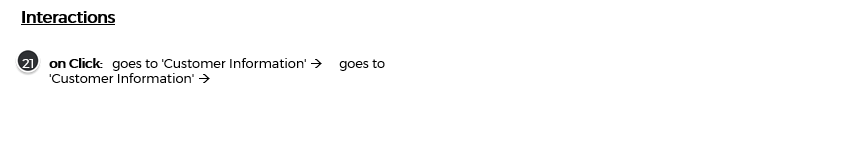 Interactions
21 on Click: goes to 'Customer Information' → goes to
'Customer Information' →